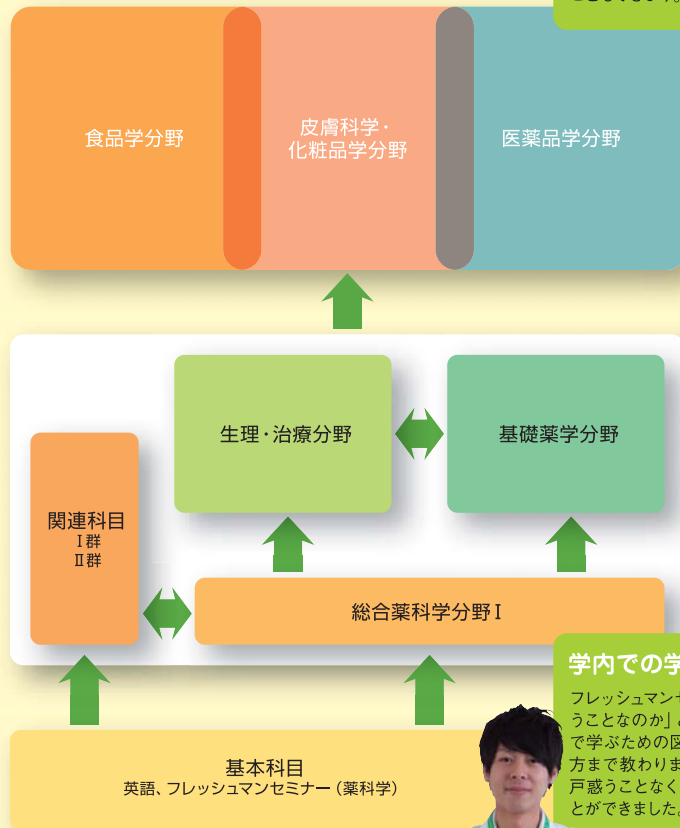 食品学分野
皮膚科学・
化粧品学分野
医薬品学分野
生理・治療分野
基礎薬学分野
関連科目
Ⅰ群
Ⅱ群
総合薬科学分野Ⅰ
基本科目
英語、フレッシュマンセミナー（薬科学）
学内での学
フレッシュマンセ
うことなのか」
で学ぶための図
方まで教わりま
戸惑うことなく
とができました。